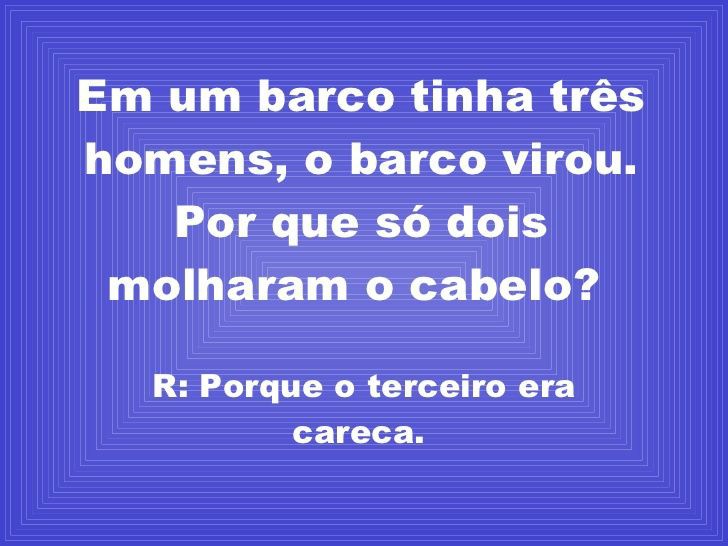 Em um barco tinha três
homens, o barco virou.
Por que só dois
molharam o cabelo?
R: Porque o terceiro era
careca.